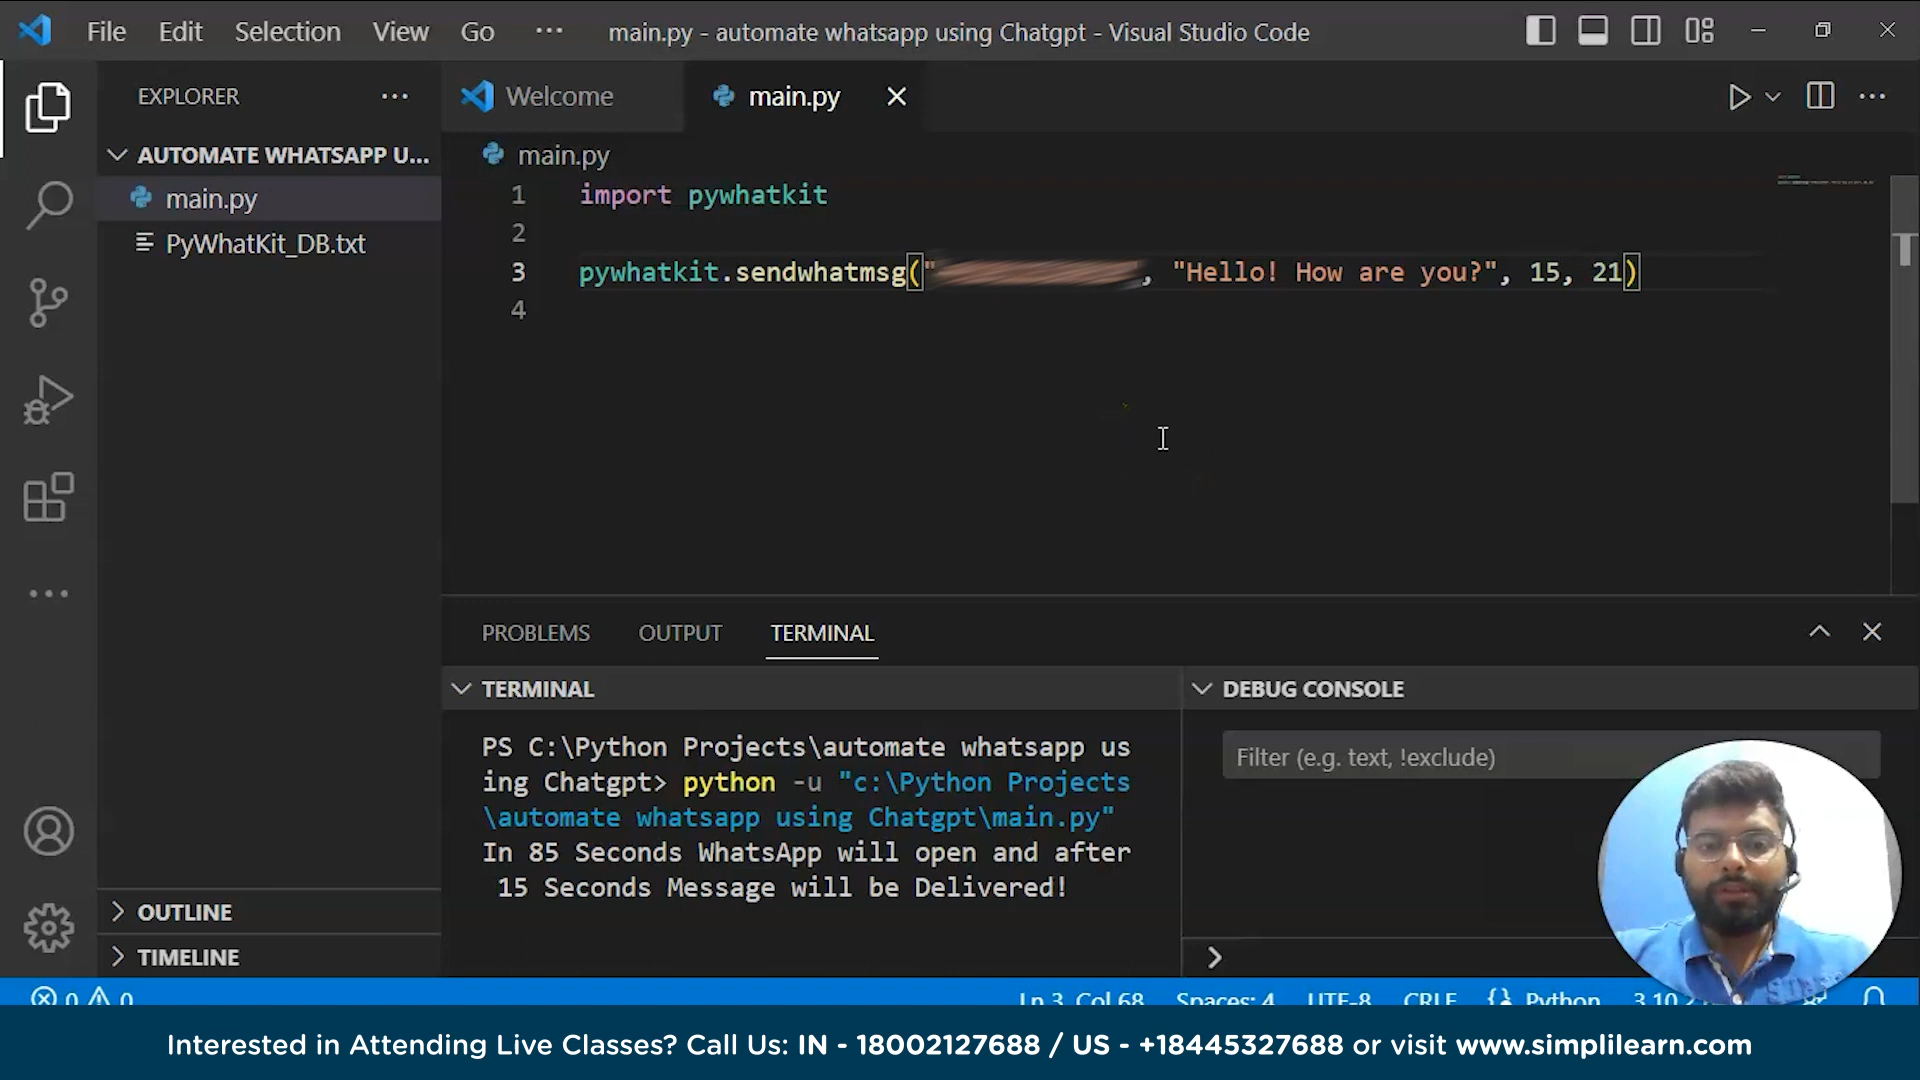 File Edit Selection View Go ··· main.py - automate whatsapp using Chatgpt - Visual Studio Code
EXPLORER ···
Welcome
main.py
AUTOMATE WHATSAPP U...
main.py
PyWhatKit_DB.txt
main.py
1 import pywhatkit
2
3 pywhatkit.sendwhatmsg(" , "Hello! How are you?", 15, 21)
4
PROBLEMS OUTPUT TERMINAL
TERMINAL
PS C:\Python Projects\automate whatsapp us
ing Chatgpt> python -u "c:\Python Projects
\automate whatsapp using Chatgpt\main.py"
In 85 Seconds WhatsApp will open and after
15 Seconds Message will be Delivered!
DEBUG CONSOLE
Filter (e.g. text, !exclude)
OUTLINE
TIMELINE
0 0 Ln 3, Col 68 Spaces: 4 UTF-8 CRLF Python
Interested in Attending Live Classes? Call Us: IN - 18002127688 / US - +18445327688 or visit www.simplilearn.com